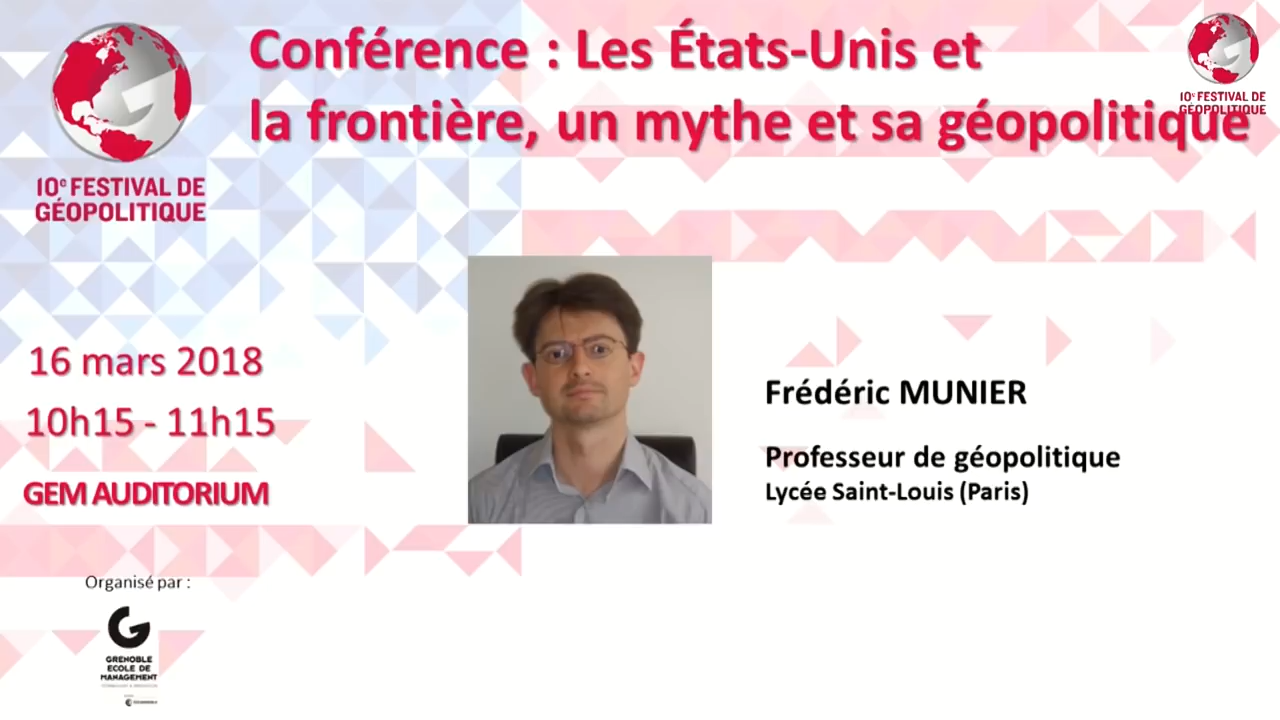 Conférence : Les États-Unis et
la frontière, un mythe et sa géopolitique
10e FESTIVAL DE
GÉOPOLITIQUE
10e FESTIVAL DE
GÉOPOLITIQUE
16 mars 2018
10h15 - 11h15
GEM AUDITORIUM
Frédéric MUNIER
Professeur de géopolitique
Lycée Saint-Louis (Paris)
Organisé par :
GRENOBLE
ECOLE DE
MANAGEMENT